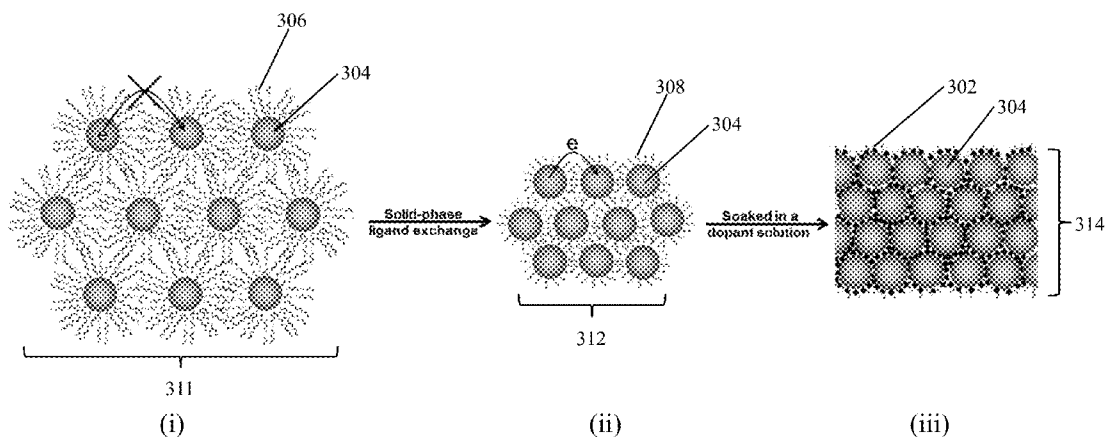 306
304
e
311
(i)
Solid-phase
ligand exchange
308
304
e
312
(ii)
Soaked in a
dopant solution
302
304
314
(iii)